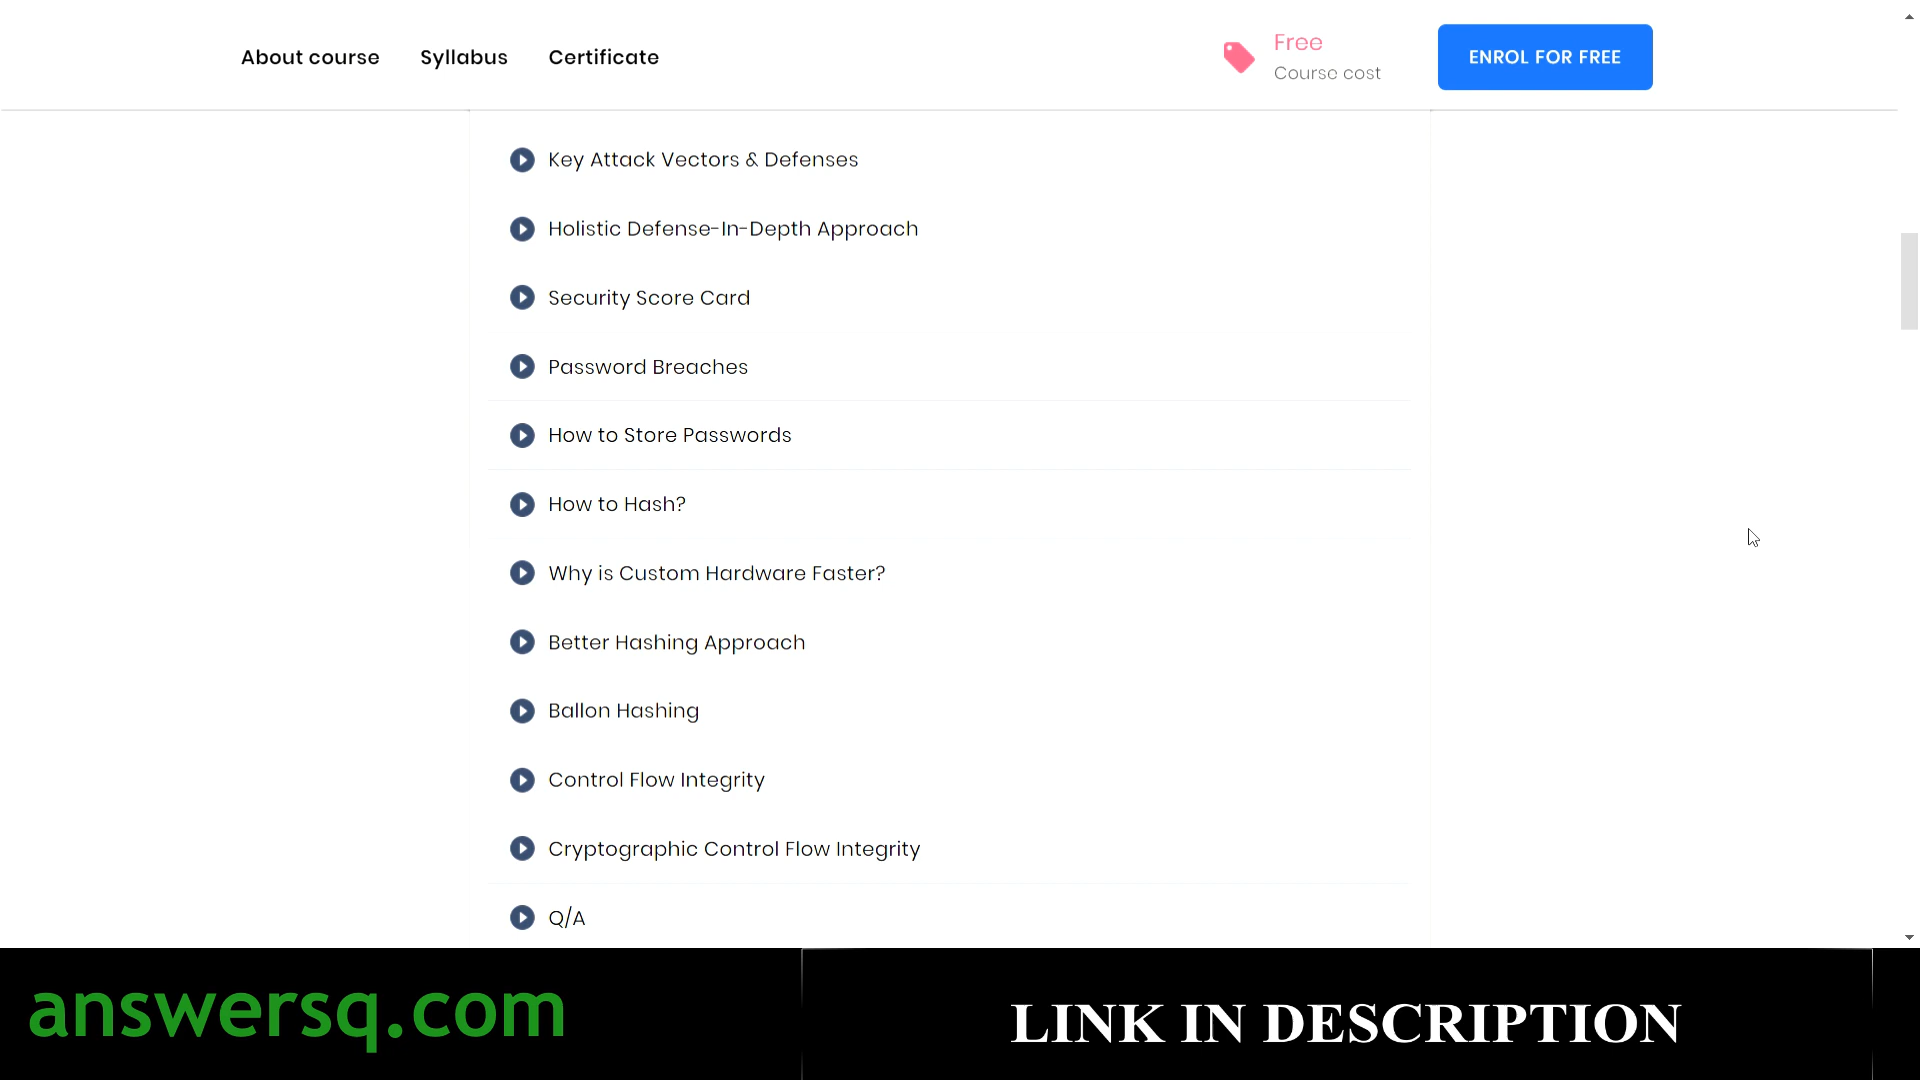 About course Syllabus Certificate
Free
Course cost
ENROL FOR FREE
Key Attack Vectors & Defenses
Holistic Defense-In-Depth Approach
Security Score Card
Password Breaches
How to Store Passwords
How to Hash?
Why is Custom Hardware Faster?
Better Hashing Approach
Ballon Hashing
Control Flow Integrity
Cryptographic Control Flow Integrity
Q/A
answersq.com
LINK IN DESCRIPTION